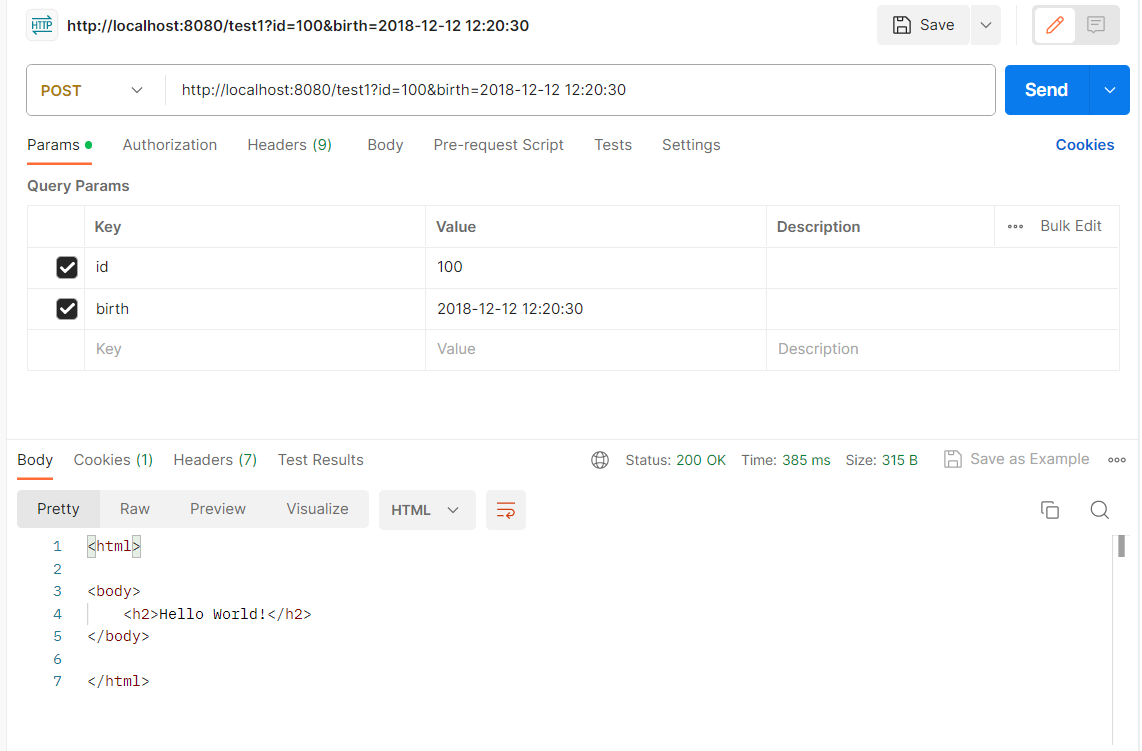 HTTP http://localhost:8080/test1?id=100&birth=2018-12-12 12:20:30 Save
POST http://localhost:8080/test1?id=100&birth=2018-12-12 12:20:30 Send
Params Authorization Headers (9) Body Pre-request Script Tests Settings Cookies
Query Params
Key Value Description Bulk Edit
id 100
birth 2018-12-12 12:20:30
Key Value Description
Body Cookies (1) Headers (7) Test Results Status: 200 OK Time: 385 ms Size: 315 B Save as Example
Pretty Raw Preview Visualize HTML
1 <html>
2
3 <body>
4 <h2>Hello World!</h2>
5 </body>
6
7 </html>